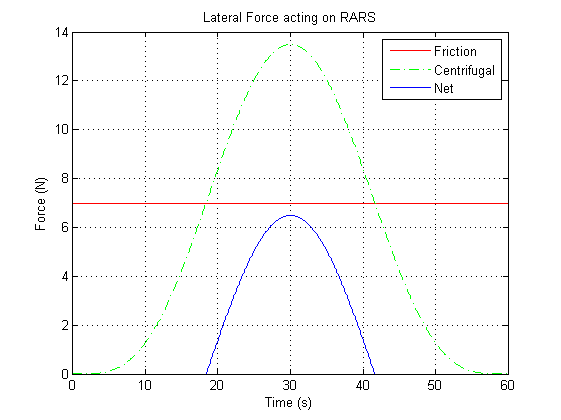 Lateral Force acting on RARS
Friction
Centrifugal
Net
Force (N)
14
12
10
8
6
4
2
0
0 10 20 30 40 50 60
Time (s)